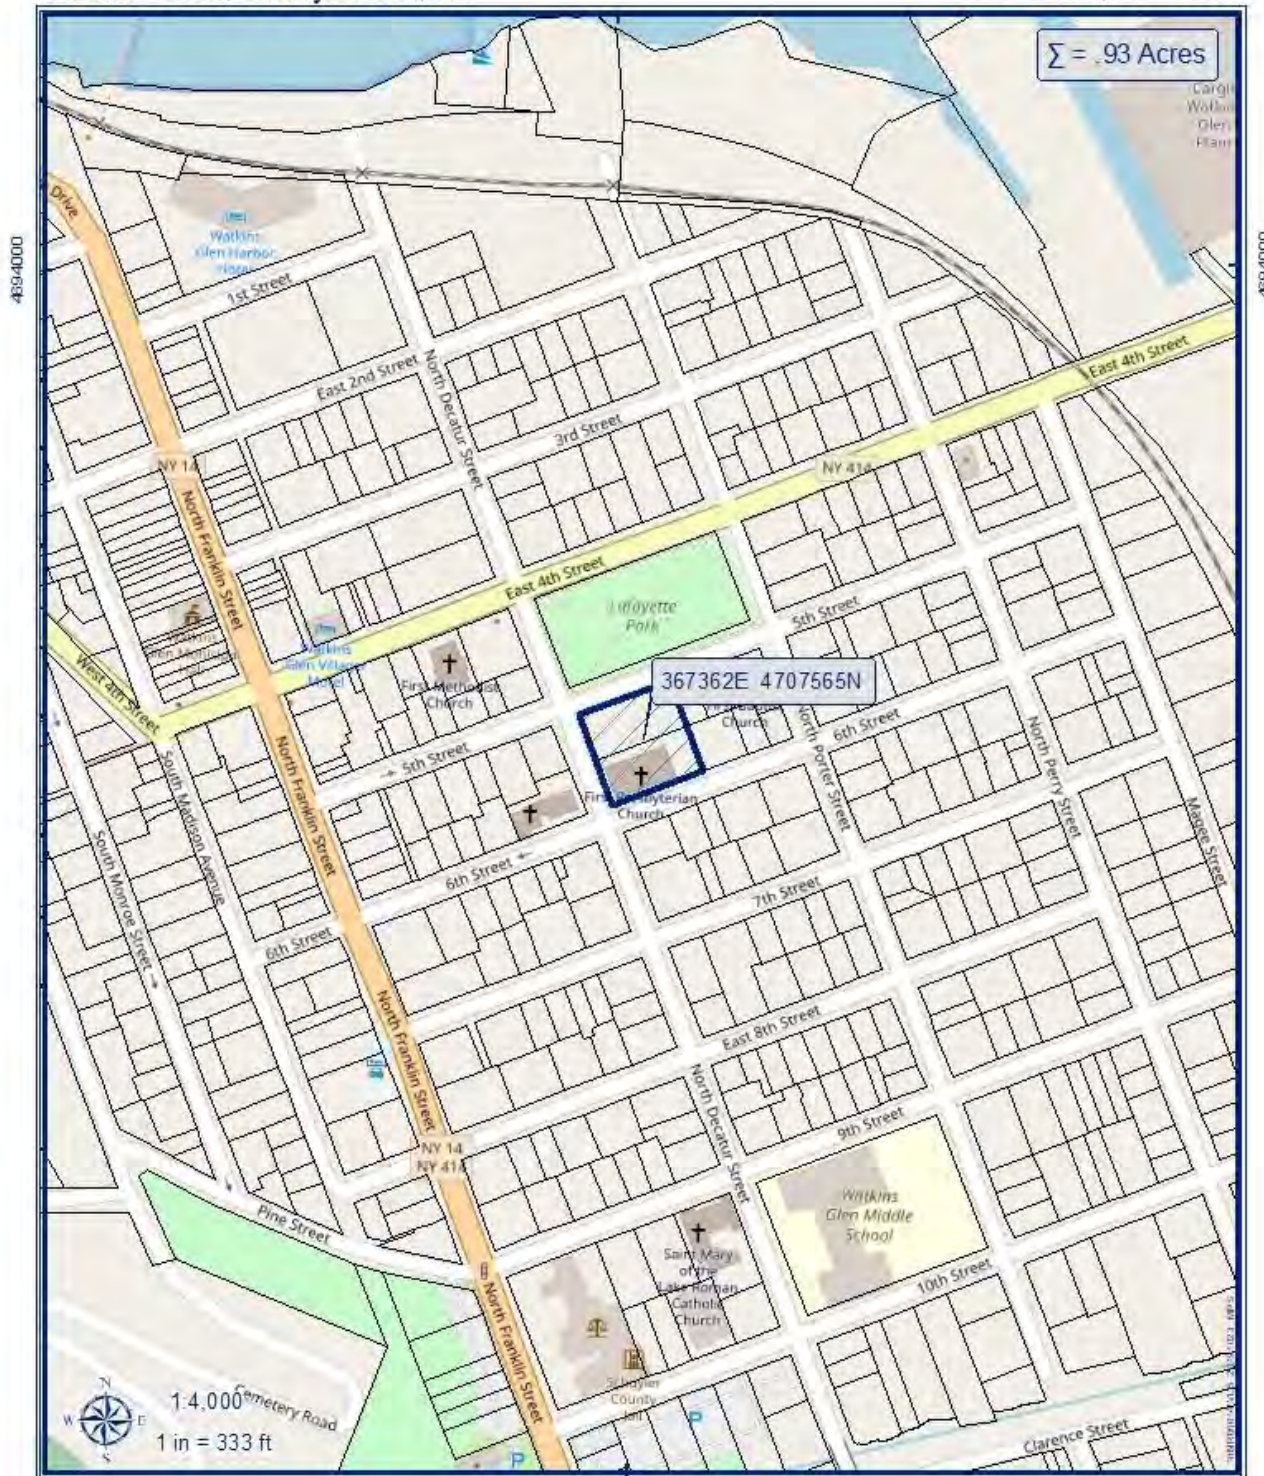 Σ = .93 Acres
Watkins
Drive
Watkins
Glen Harbor
Hotel
4694000
1st Street
East 4th Street
East 2nd Street
North Decatur Street
3rd Street
NY 14
NY 414
North Franklin Street
East 4th Street
Lafayette
Park
5th Street
Watkins
Glen Village
Motel
West 4th Street
First Methodist
Church
367362E 4707565N
Church
6th Street
5th Street
North Porter Street
North Perry Street
South Madison Avenue
North Franklin Street
First Presbyterian
Church
Magee Street
South Monroe Street
6th Street
7th Street
6th Street
North Franklin Street
East 8th Street
North Decatur Street
9th Street
NY 14
NY 414
Watkins
Glen Middle
School
Pine Street
Saint Mary
of the
Lake Roman
Catholic
Church
10th Street
North Franklin Street
Schuyler
County
Jail
N
W E
S
1:4.000
Cemetery Road
1 in = 333 ft
P
P
Clarence Street